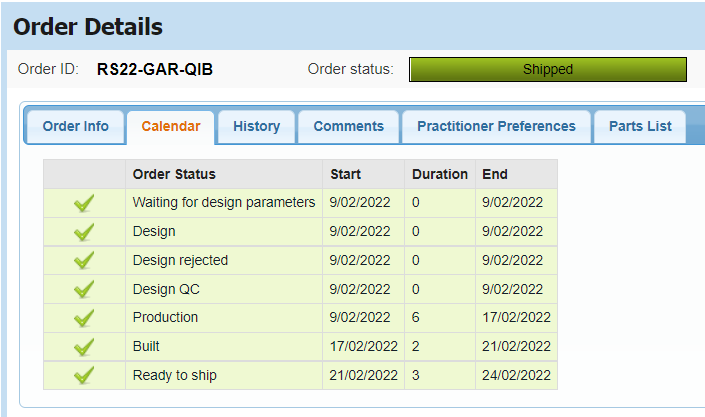 Order Details
Order ID: RS22-GAR-QIB Order status: Shipped
Order Info Calendar History Comments Practitioner Preferences Parts List
Order Status Start Duration End
Waiting for design parameters 9/02/2022 0 9/02/2022
Design 9/02/2022 0 9/02/2022
Design rejected 9/02/2022 0 9/02/2022
Design QC 9/02/2022 0 9/02/2022
Production 9/02/2022 6 17/02/2022
Built 17/02/2022 2 21/02/2022
Ready to ship 21/02/2022 3 24/02/2022